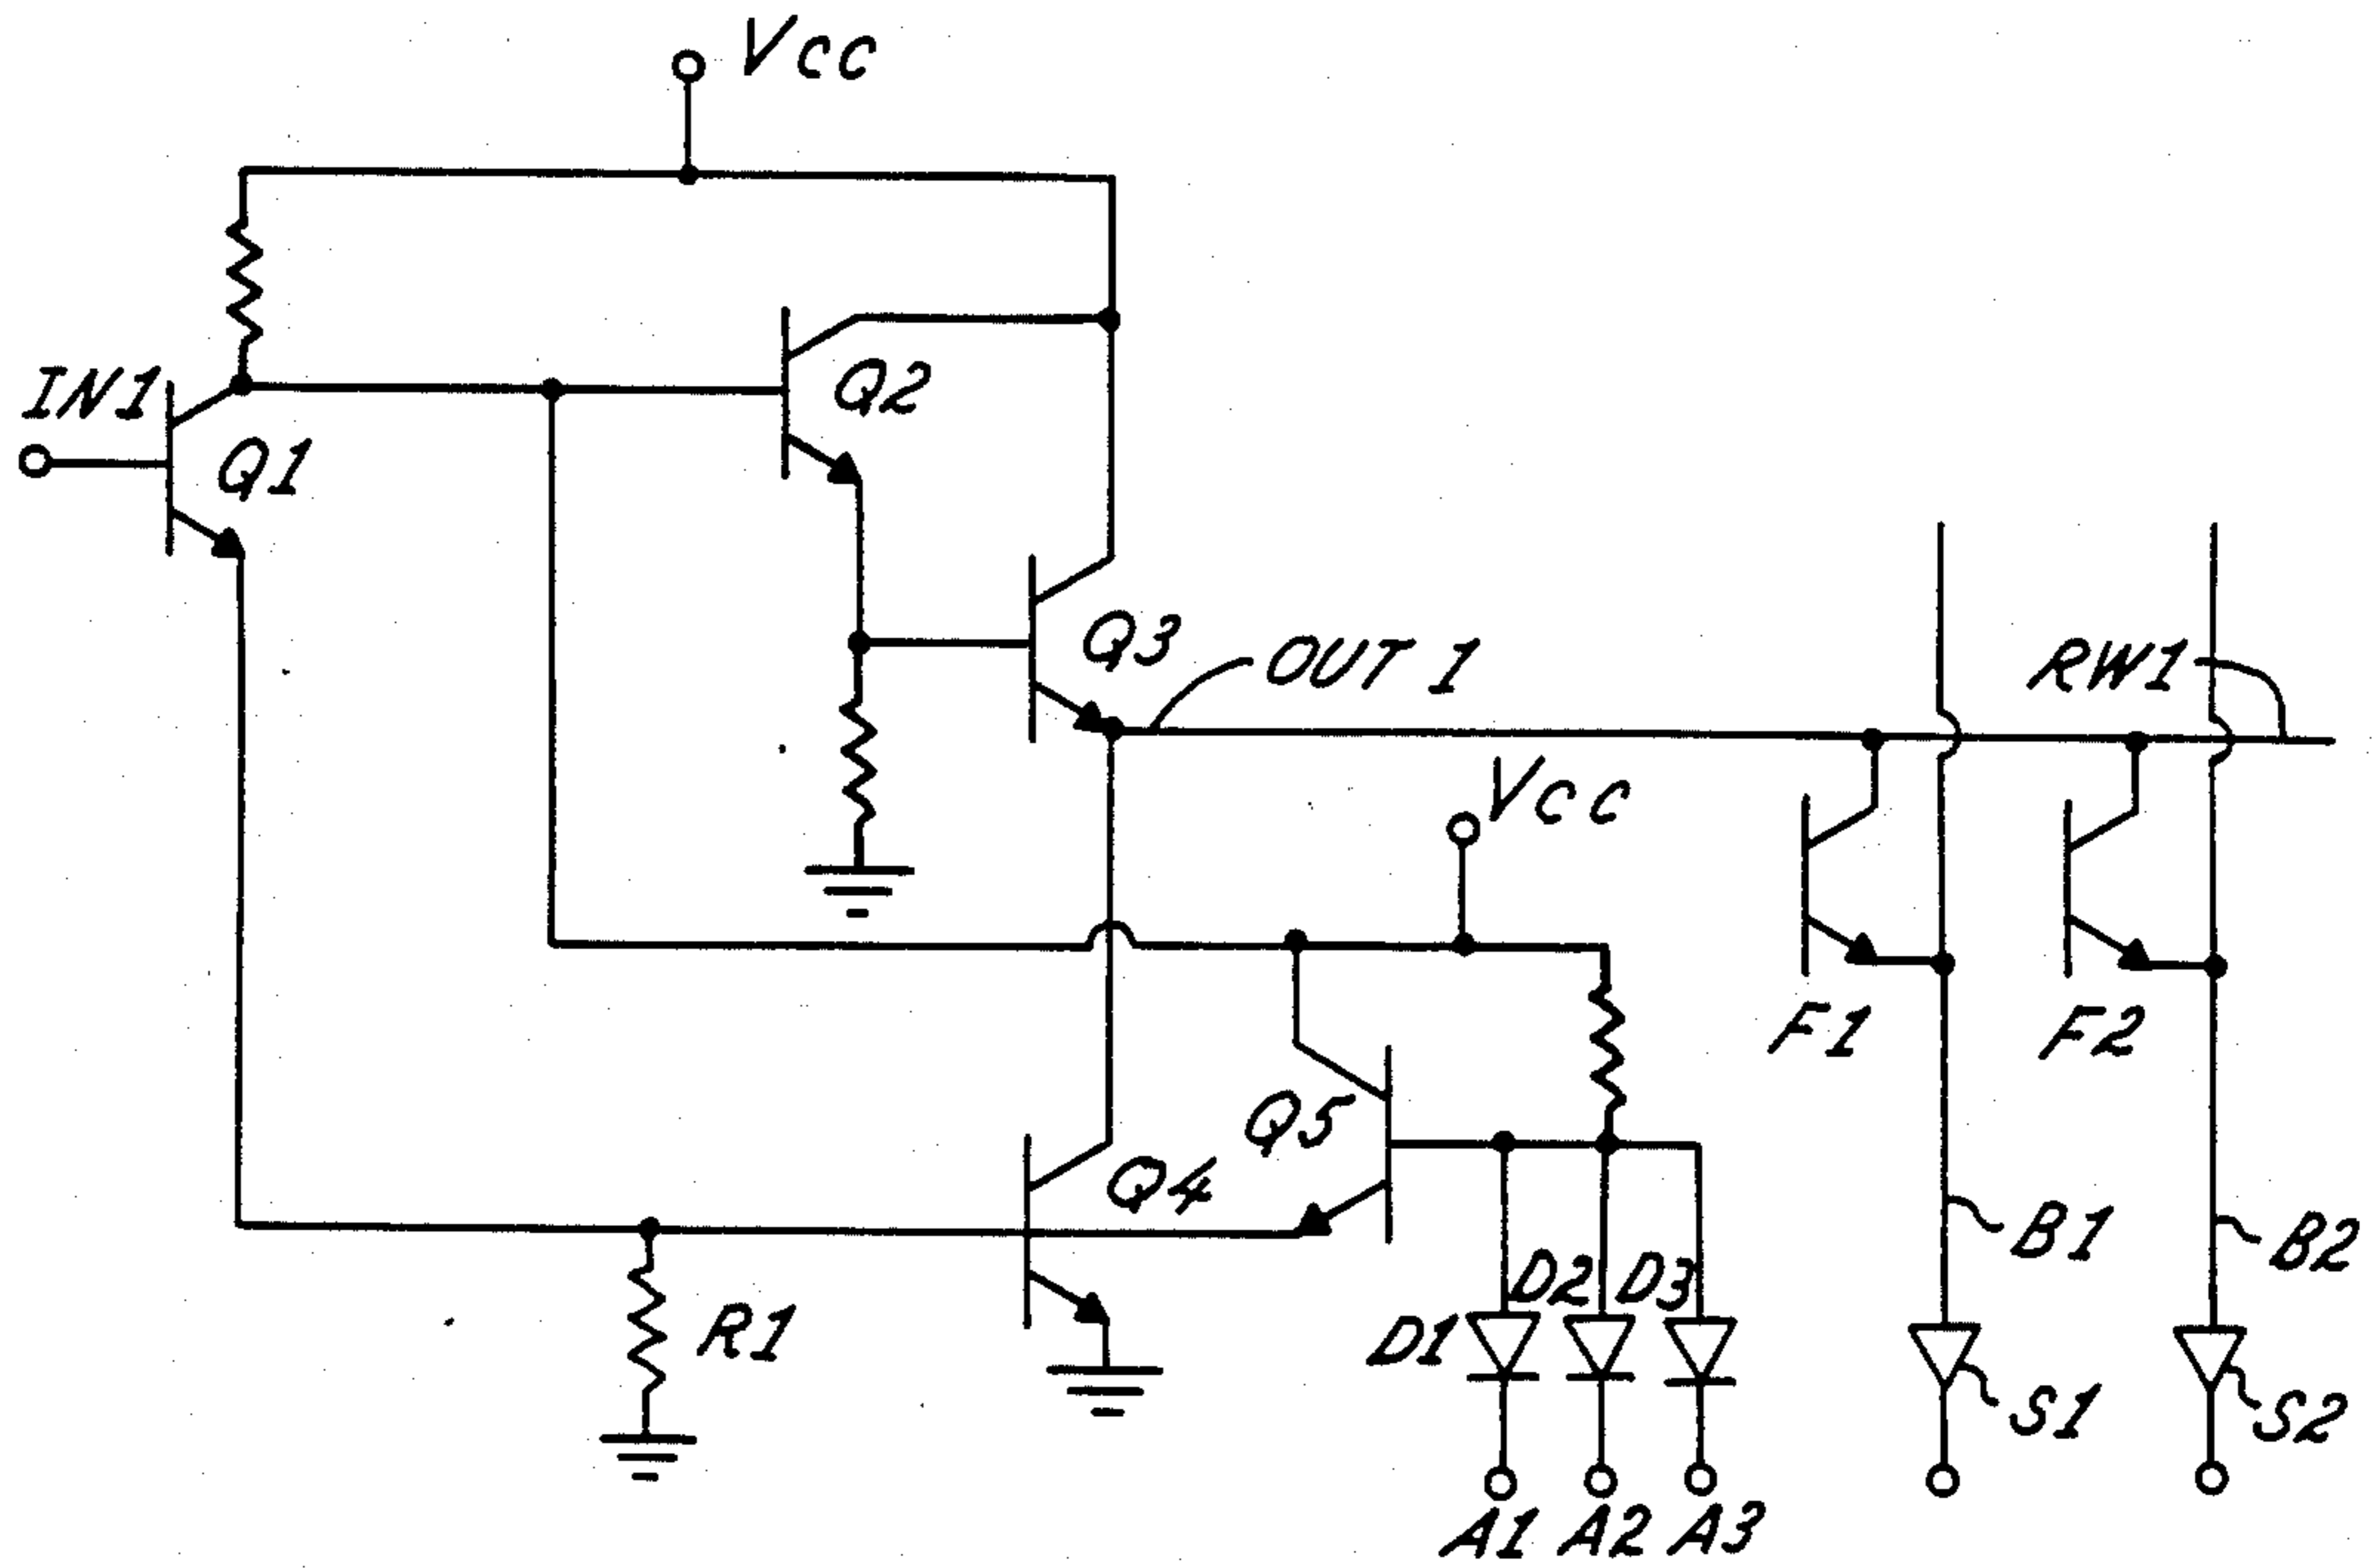 Vcc
IN1
Q1
Q2
Q3
OUT 1
RW1
Vcc
F1
F2
Q5
Q4
R1
D1
D2
D3
B1
B2
S1
S2
A1
A2
A3